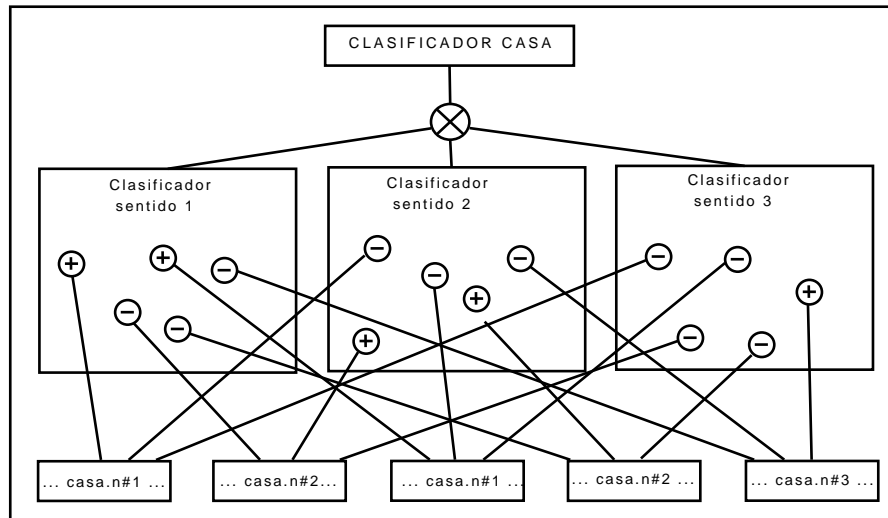 CLASIFICADOR CASA
Clasificador
sentido 1
Clasificador
sentido 2
Clasificador
sentido 3
+
+
−
−
−
−
−
−
+
+
−
−
+
−
−
... casa.n#1 ...
... casa.n#2...
... casa.n#1 ...
... casa.n#2 ...
... casa.n#3 ...